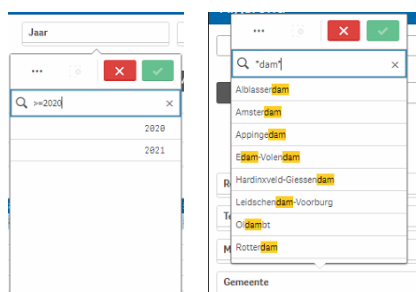 Jaar
>=2020
2020
2021
*dam*
Alblasserdam
Amsterdam
Appingedam
Edam-Volendam
Hardinxveld-Giessendam
Leidschendam-Voorburg
Oldambt
Rotterdam
Gemeente